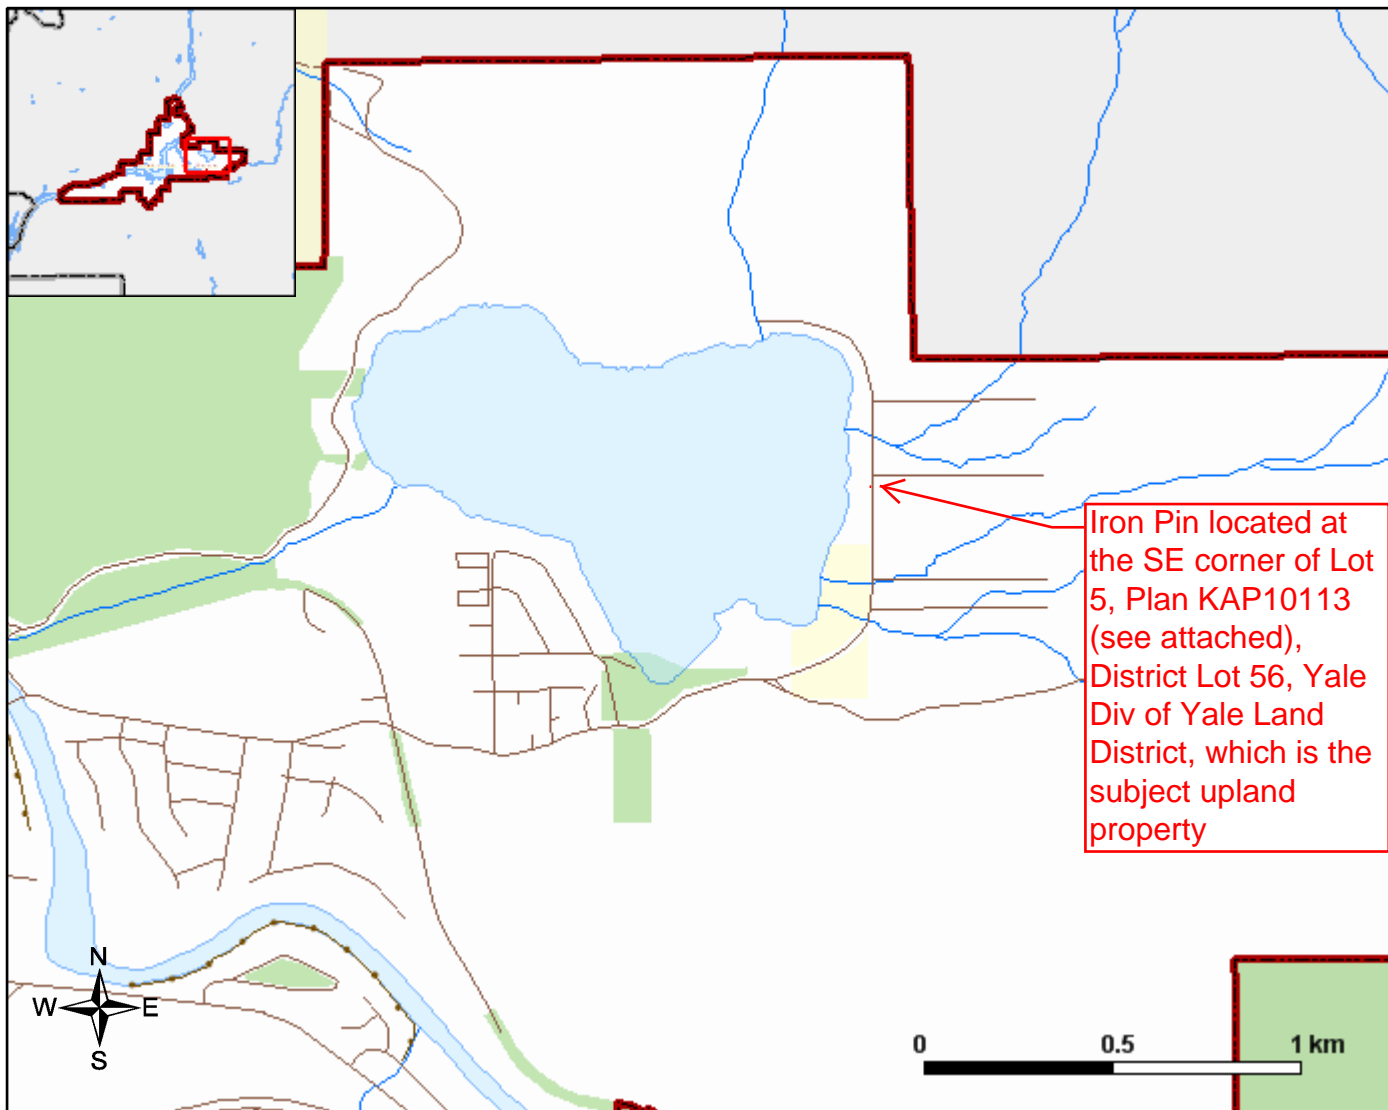 Iron Pin located at
the SE corner of Lot
5, Plan KAP10113
(see attached),
District Lot 56, Yale
Div of Yale Land
District, which is the
subject upland
property
N
W E
S
0 0.5 1 km